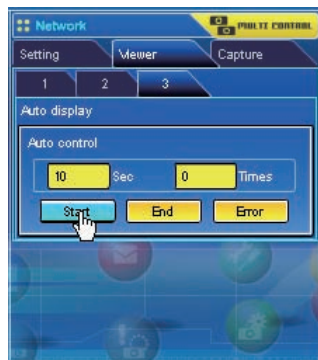 Network MULTI CONTROL
Setting Viewer Capture
1 2 3
Auto display
Auto control
10 Sec 0 Times
Start End Error